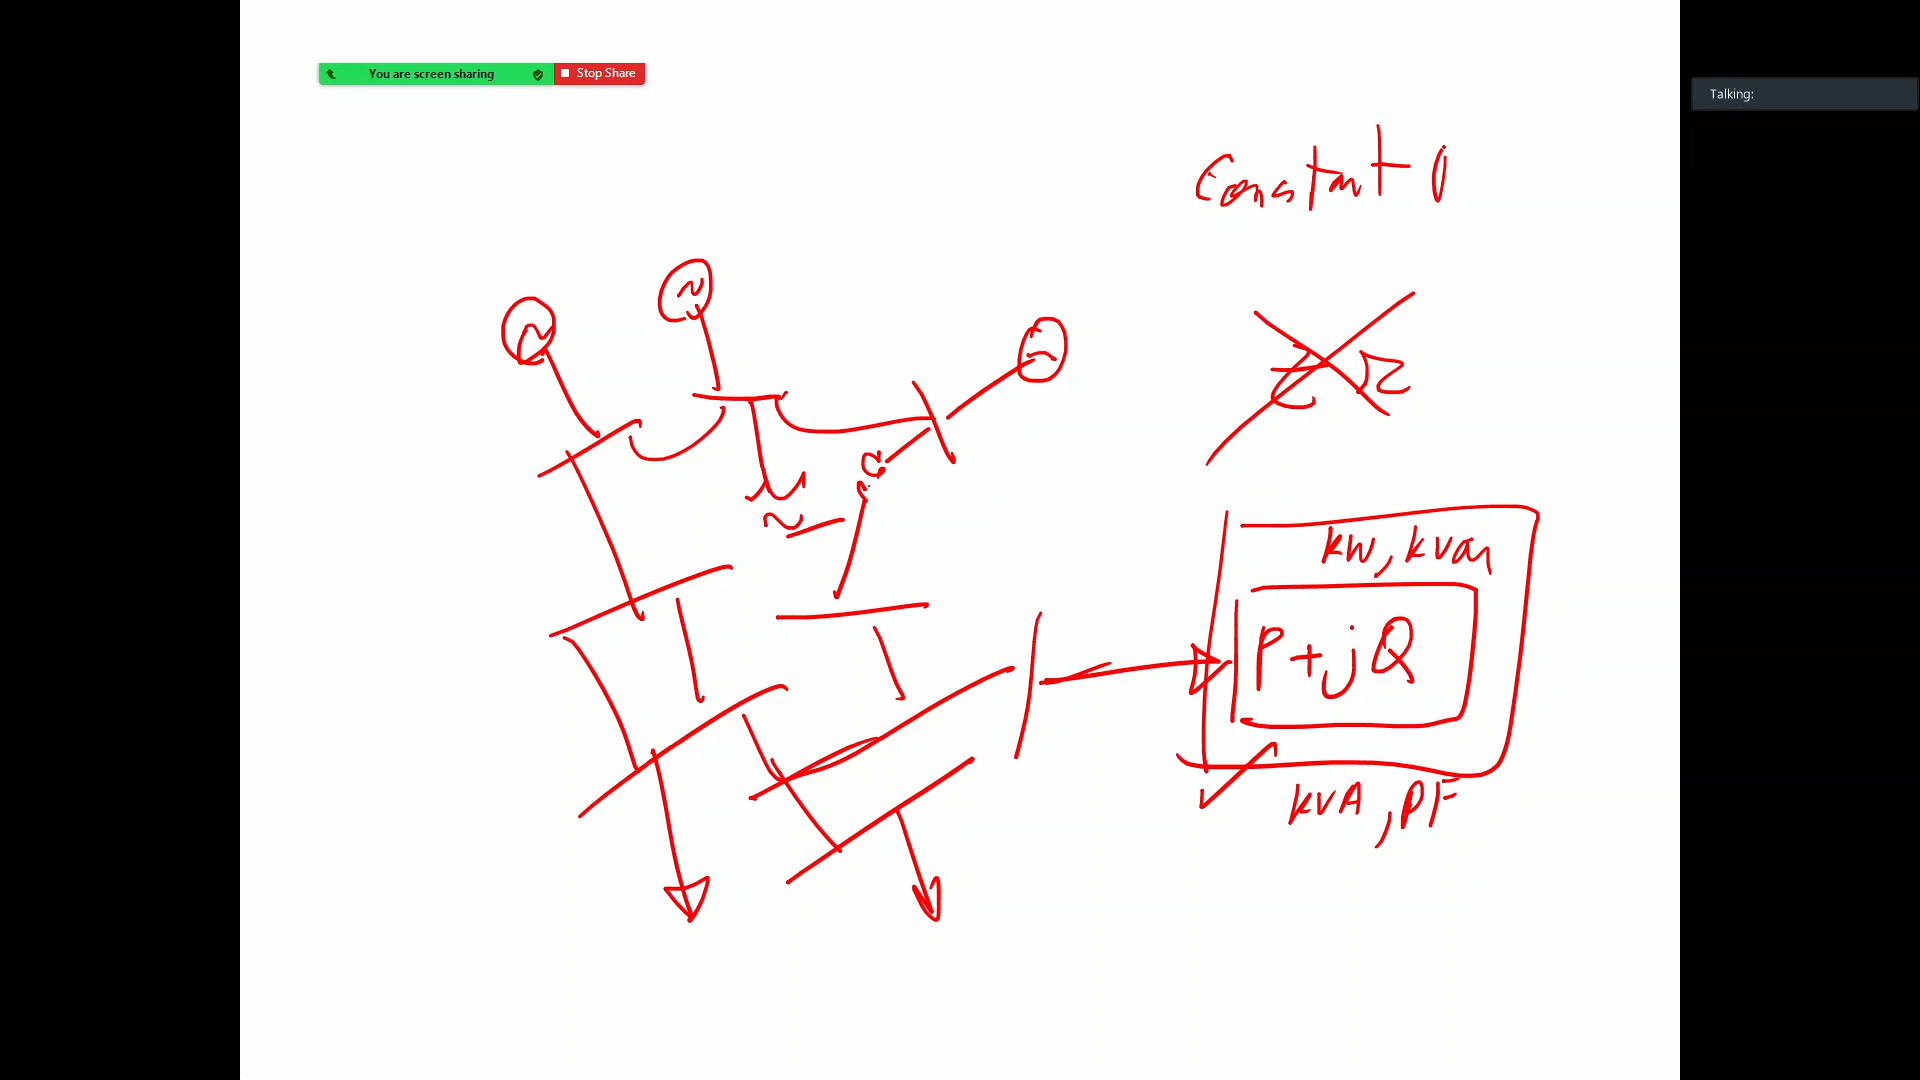 You are screen sharing Stop Share
Talking:
Constant
Z Ω
kW, kvar
P+jQ
kVA, PF